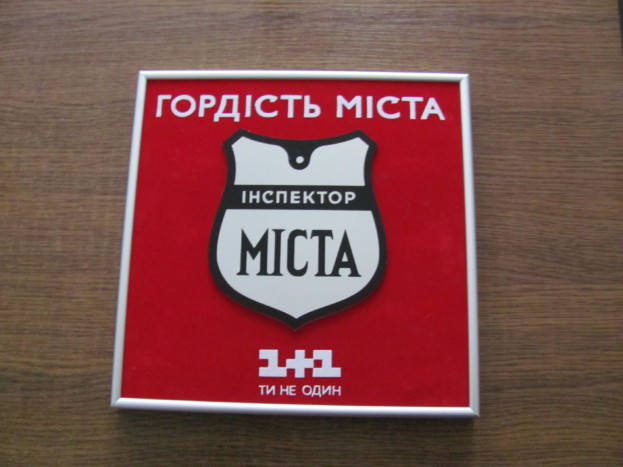 ГОРДІСТЬ МІСТА
ІНСПЕКТОР
МІСТА
1+1
ТИ НЕ ОДИН